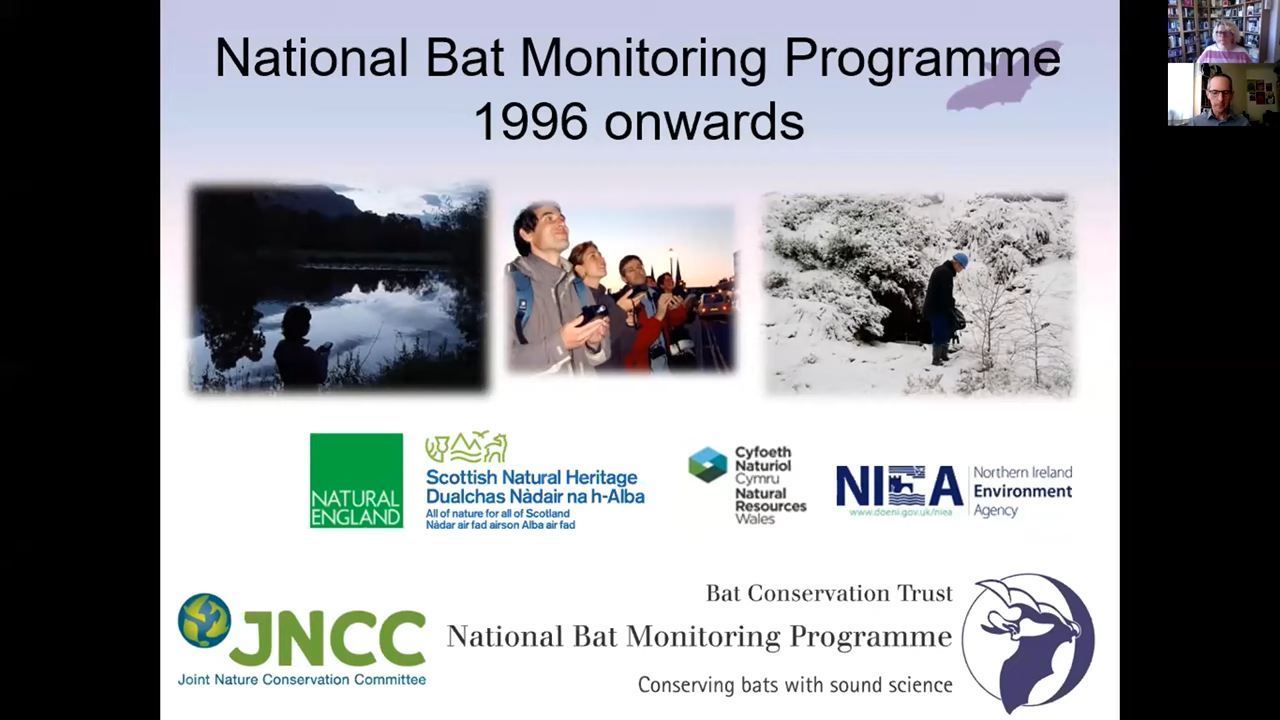 National Bat Monitoring Programme
1996 onwards
NATURAL
ENGLAND
Scottish Natural Heritage
Dualchas Nàdair na h-Alba
All of nature for all of Scotland
Nàdar air fad airson Alba air fad
Cyfoeth
Naturiol
Cymru
Natural
Resources
Wales
NIEA
www.doeni.gov.uk/niea
Northern Ireland
Environment
Agency
JNCC
Joint Nature Conservation Committee
Bat Conservation Trust
National Bat Monitoring Programme
Conserving bats with sound science